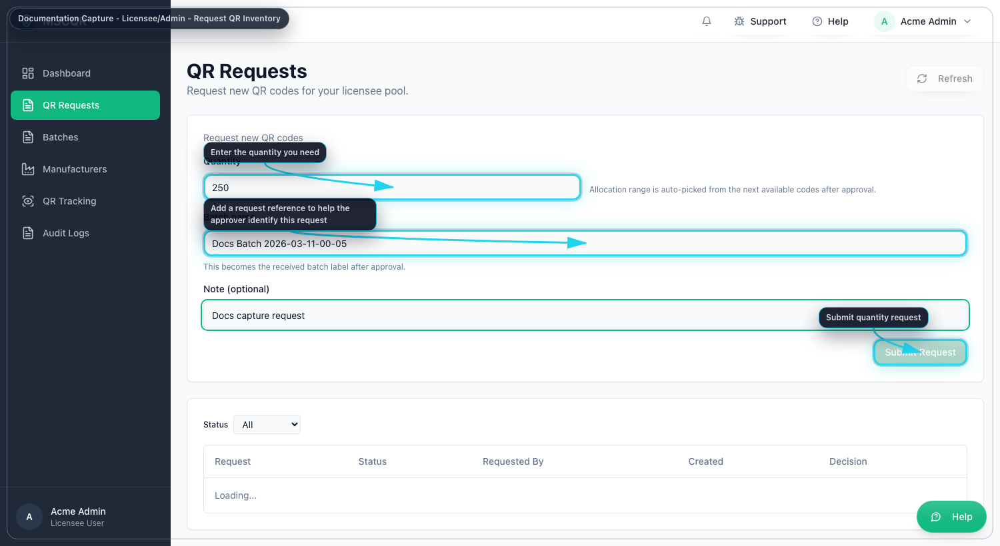 Documentation Capture - Licensee/Admin - Request QR Inventory
Support
Help
A
Acme Admin
Dashboard
QR Requests
Batches
Manufacturers
QR Tracking
Audit Logs
A
Acme Admin
Licensee User
QR Requests
Request new QR codes for your licensee pool.
Refresh
Request new QR codes
Enter the quantity you need
Quantity
250
Allocation range is auto-picked from the next available codes after approval.
Add a request reference to help the
approver identify this request
Batch name
Docs Batch 2026-03-11-00-05
This becomes the received batch label after approval.
Note (optional)
Docs capture request
Submit quantity request
Submit Request
Status
All
Request
Status
Requested By
Created
Decision
Loading...
Help